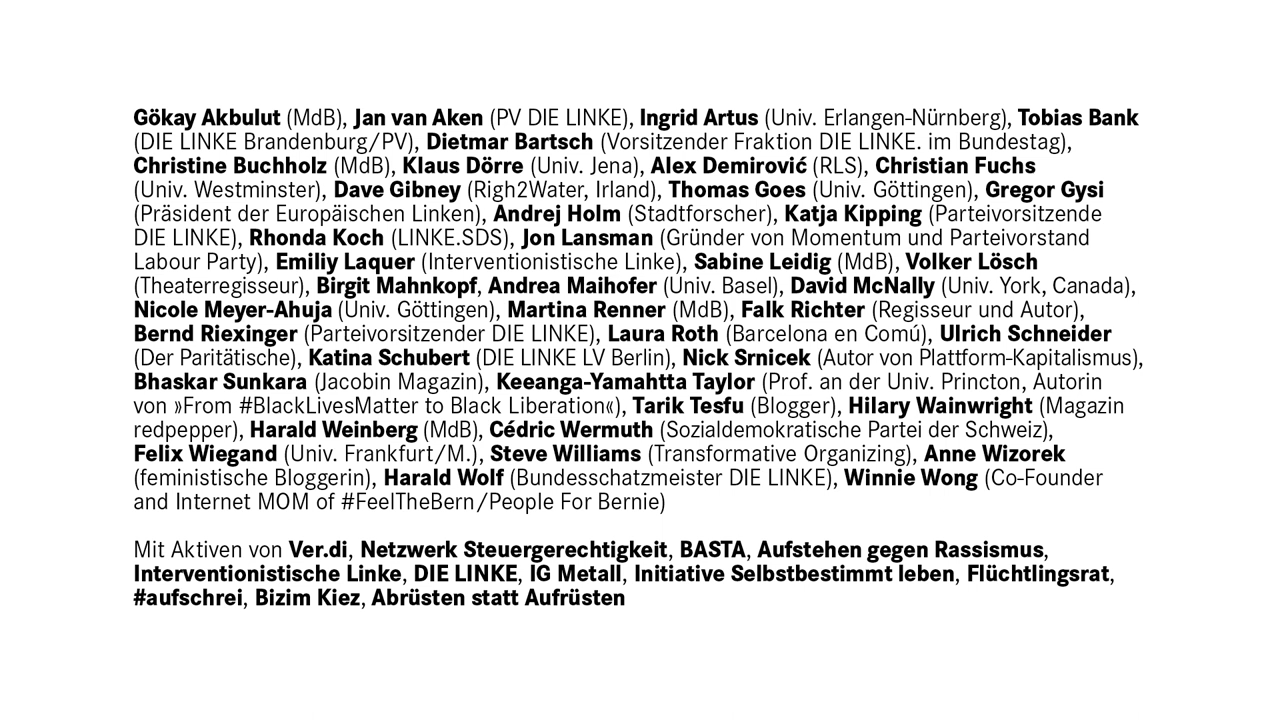 Gökay Akbulut (MdB), Jan van Aken (PV DIE LINKE), Ingrid Artus (Univ. Erlangen-Nürnberg), Tobias Bank
(DIE LINKE Brandenburg/PV), Dietmar Bartsch (Vorsitzender Fraktion DIE LINKE. im Bundestag),
Christine Buchholz (MdB), Klaus Dörre (Univ. Jena), Alex Demirović (RLS), Christian Fuchs
(Univ. Westminster), Dave Gibney (Righ2Water, Irland), Thomas Goes (Univ. Göttingen), Gregor Gysi
(Präsident der Europäischen Linken), Andrej Holm (Stadtforscher), Katja Kipping (Parteivorsitzende
DIE LINKE), Rhonda Koch (LINKE.SDS), Jon Lansman (Gründer von Momentum und Parteivorstand
Labour Party), Emiliy Laquer (Interventionistische Linke), Sabine Leidig (MdB), Volker Lösch
(Theaterregisseur), Birgit Mahnkopf, Andrea Maihofer (Univ. Basel), David McNally (Univ. York, Canada),
Nicole Meyer-Ahuja (Univ. Göttingen), Martina Renner (MdB), Falk Richter (Regisseur und Autor),
Bernd Riexinger (Parteivorsitzender DIE LINKE), Laura Roth (Barcelona en Comú), Ulrich Schneider
(Der Paritätische), Katina Schubert (DIE LINKE LV Berlin), Nick Srnicek (Autor von Plattform-Kapitalismus),
Bhaskar Sunkara (Jacobin Magazin), Keeanga-Yamahtta Taylor (Prof. an der Univ. Princton, Autorin
von »From #BlackLivesMatter to Black Liberation«), Tarik Tesfu (Blogger), Hilary Wainwright (Magazin
redpepper), Harald Weinberg (MdB), Cédric Wermuth (Sozialdemokratische Partei der Schweiz),
Felix Wiegand (Univ. Frankfurt/M.), Steve Williams (Transformative Organizing), Anne Wizorek
(feministische Bloggerin), Harald Wolf (Bundesschatzmeister DIE LINKE), Winnie Wong (Co-Founder
and Internet MOM of #FeelTheBern/People For Bernie)
Mit Aktiven von Ver.di, Netzwerk Steuergerechtigkeit, BASTA, Aufstehen gegen Rassismus,
Interventionistische Linke, DIE LINKE, IG Metall, Initiative Selbstbestimmt leben, Flüchtlingsrat,
#aufschrei, Bizim Kiez, Abrüsten statt Aufrüsten